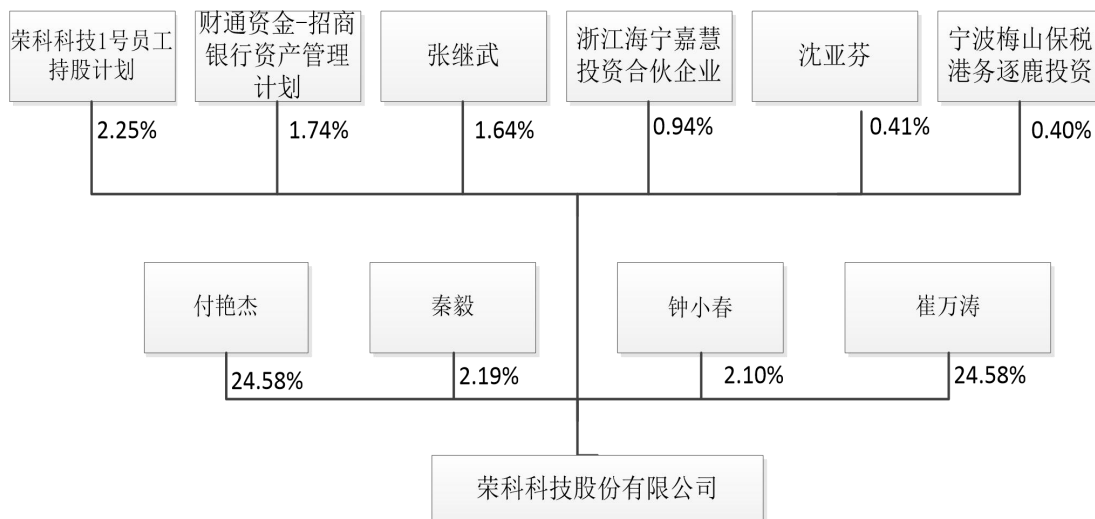 荣科科技1号员工
持股计划
财通资金-招商
银行资产管理
计划
张继武
浙江海宁嘉慧
投资合伙企业
沈亚芬
宁波梅山保税
港务逐鹿投资
2.25%
1.74%
1.64%
0.94%
0.41%
0.40%
付艳杰
秦毅
钟小春
崔万涛
24.58%
2.19%
2.10%
24.58%
荣科科技股份有限公司